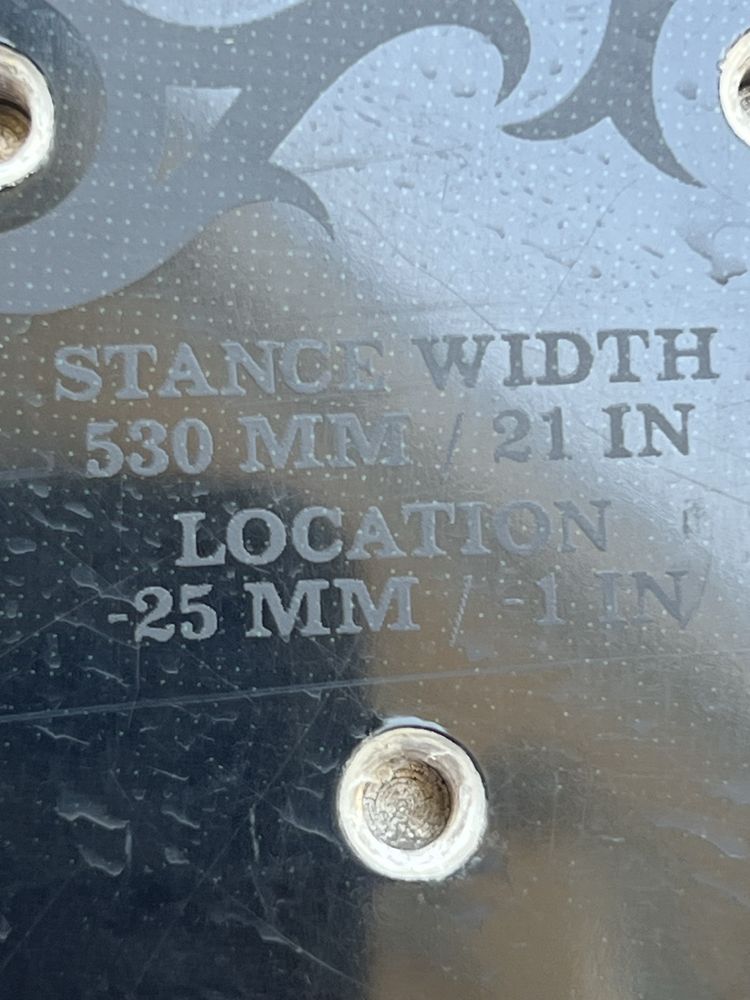 STANCE WIDTH
530 MM / 21 IN
LOCATION
-25 MM / -1 IN